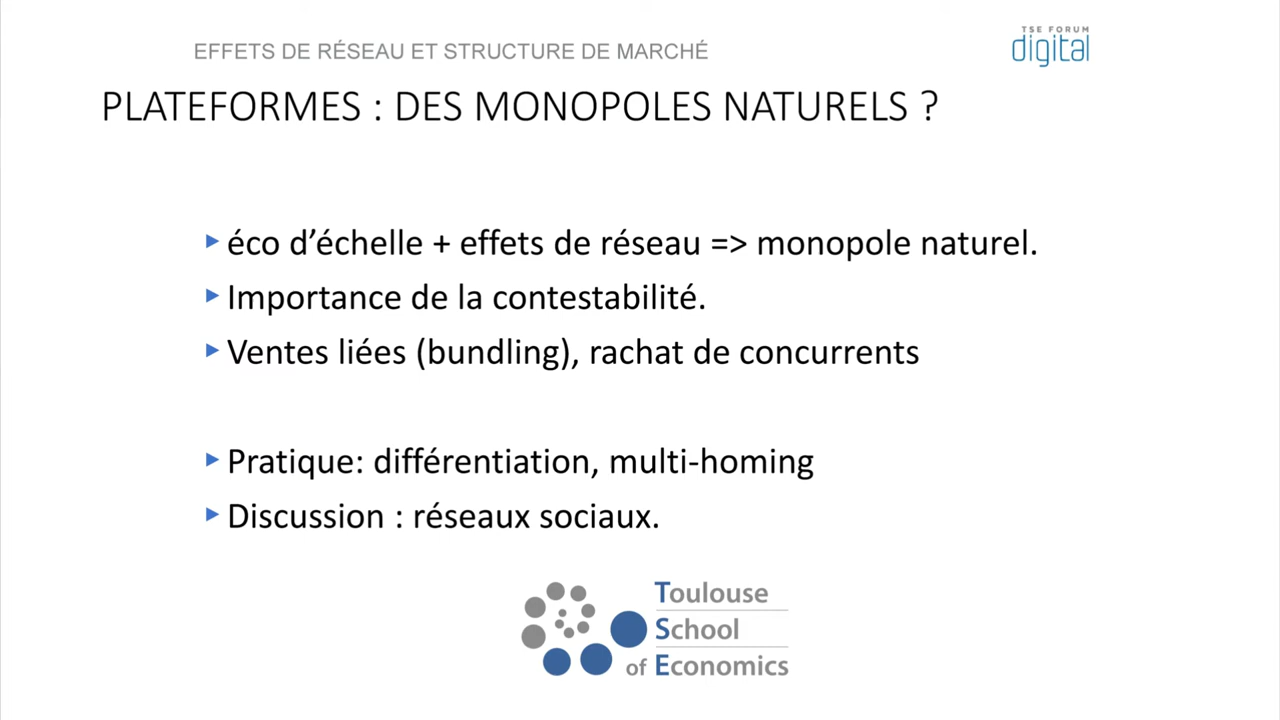 EFFETS DE RÉSEAU ET STRUCTURE DE MARCHÉ
TSE FORUM
digital
PLATEFORMES : DES MONOPOLES NATURELS ?
éco d'échelle + effets de réseau => monopole naturel.
Importance de la contestabilité.
Ventes liées (bundling), rachat de concurrents
Pratique: différentiation, multi-homing
Discussion : réseaux sociaux.
Toulouse
School
of Economics